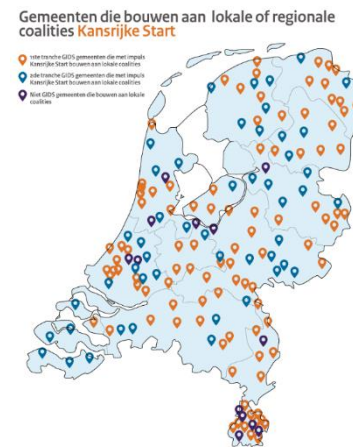 Gemeenten die bouwen aan lokale of regionale
coalities Kansrijke Start
1ste tranche GIDS gemeenten die met impuls
Kansrijke Start bouwen aan lokale coalities
2de tranche GIDS gemeenten die met impuls
Kansrijke Start bouwen aan lokale coalities
Niet GIDS gemeenten die bouwen aan lokale
coalities